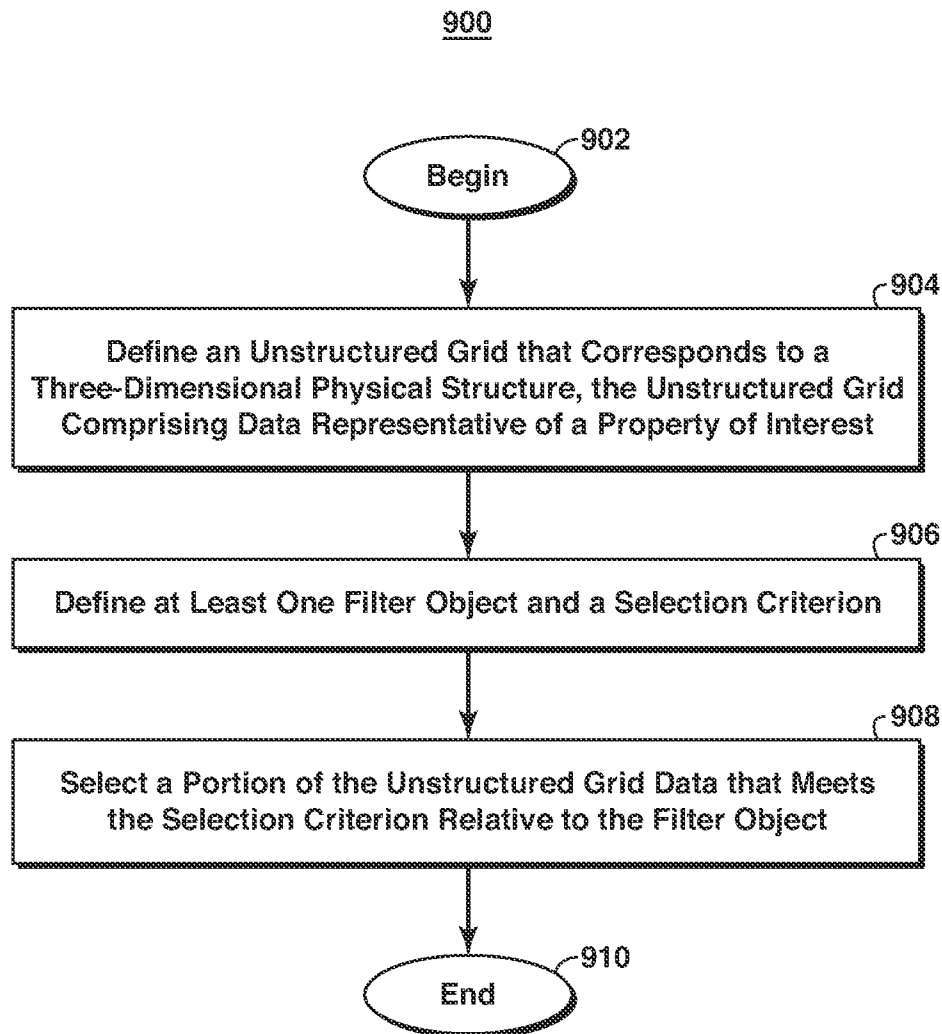 900
902
Begin
904
Define an Unstructured Grid that Corresponds to a
Three-Dimensional Physical Structure, the Unstructured Grid
Comprising Data Representative of a Property of Interest
906
Define at Least One Filter Object and a Selection Criterion
908
Select a Portion of the Unstructured Grid Data that Meets
the Selection Criterion Relative to the Filter Object
910
End